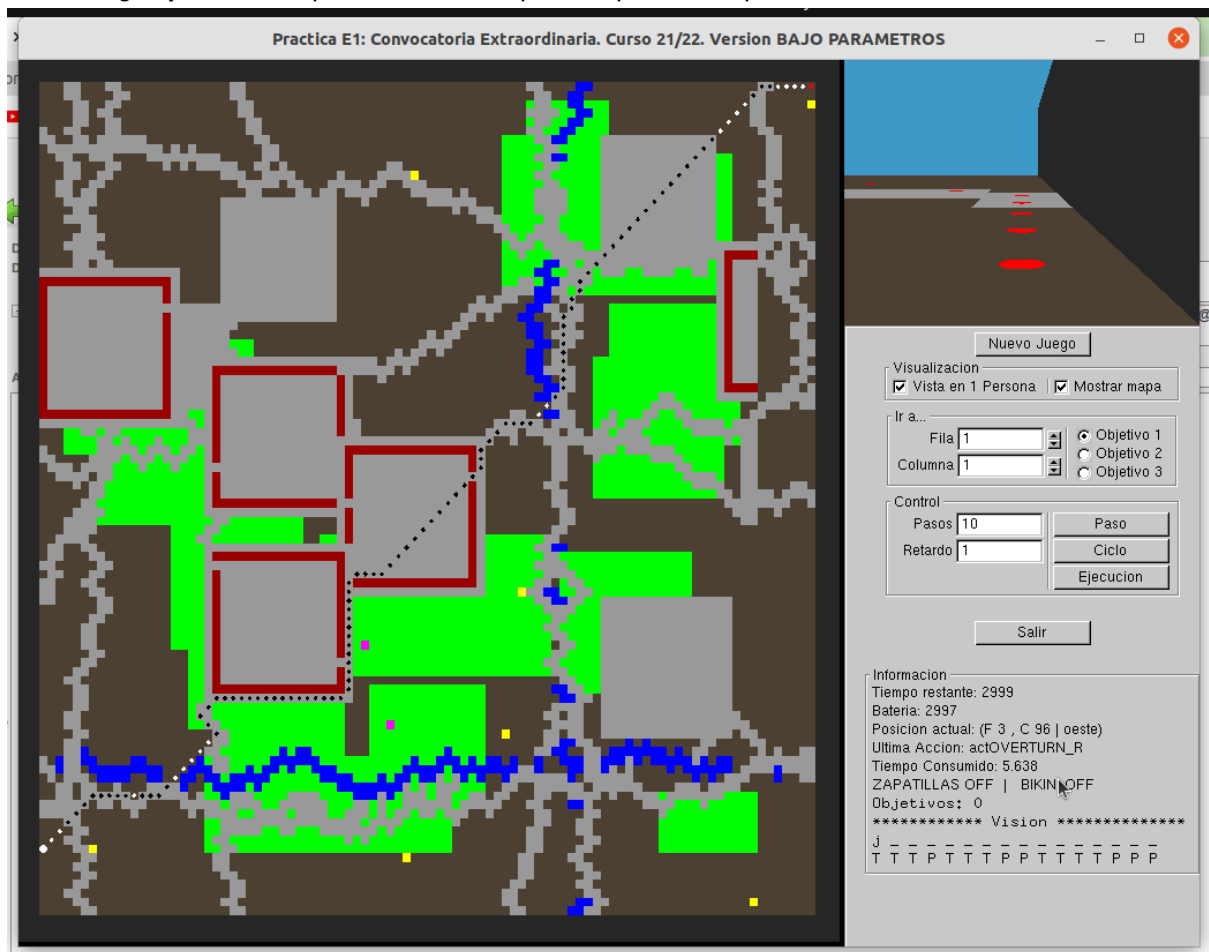 Practica E1: Convocatoria Extraordinaria. Curso 21/22. Version BAJO PARAMETROS
Nuevo Juego
Visualizacion
Vista en 1 Persona
Mostrar mapa
Ir a...
Fila 1
Columna 1
Objetivo 1
Objetivo 2
Objetivo 3
Control
Pasos 10
Retardo 1
Paso
Ciclo
Ejecucion
Salir
Informacion
Tiempo restante: 2999
Bateria: 2997
Posicion actual: (F 3 , C 96 | oeste)
Ultima Accion: actOVERTURN_R
Tiempo Consumido: 5.638
ZAPATILLAS OFF | BIKINI OFF
Objetivos: 0
************ Vision **************
j _ _ _ _ _ _ _ _ _ _ _ _ _ _ _
T T T P T T T P P T T T T P P P